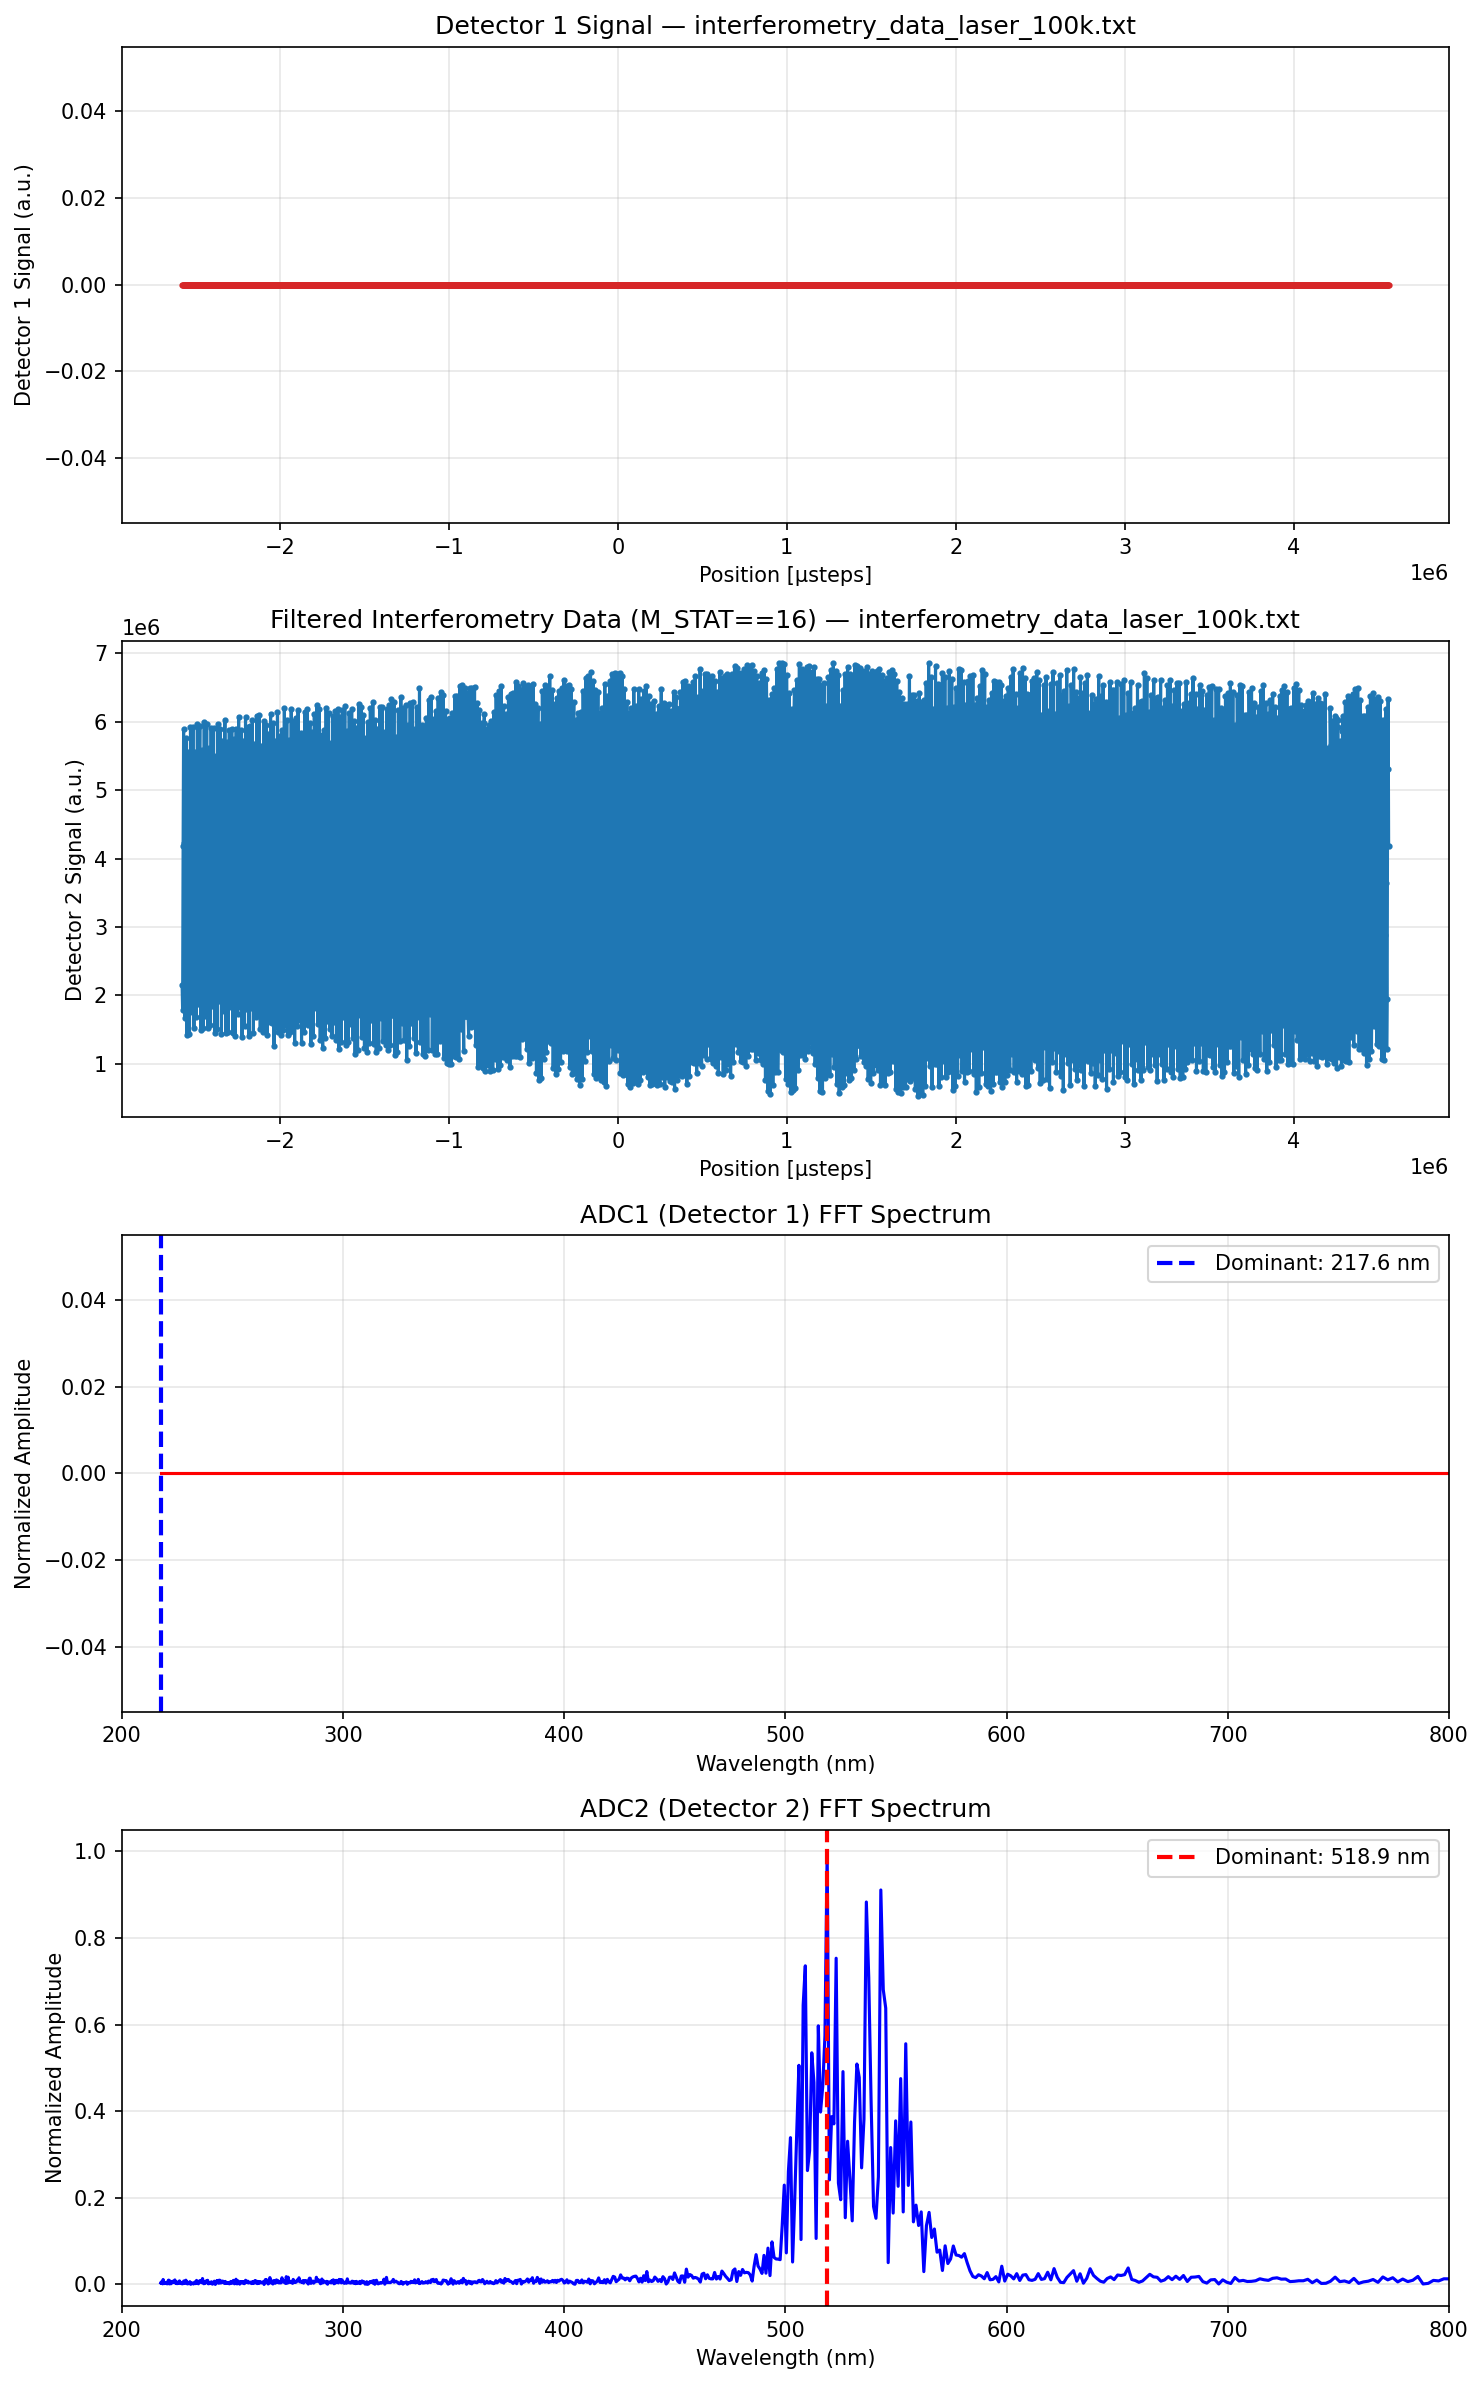 Detector 1 Signal — interferometry_data_laser_100k.txt
Detector 1 Signal (a.u.)
0.04
0.02
0.00
−0.02
−0.04
−2 −1 0 1 2 3 4
1e6
Position [µsteps]
Filtered Interferometry Data (M_STAT==16) — interferometry_data_laser_100k.txt
1e6
Detector 2 Signal (a.u.)
7
6
5
4
3
2
1
−2 −1 0 1 2 3 4
1e6
Position [µsteps]
ADC1 (Detector 1) FFT Spectrum
Dominant: 217.6 nm
Normalized Amplitude
0.04
0.02
0.00
−0.02
−0.04
200 300 400 500 600 700 800
Wavelength (nm)
ADC2 (Detector 2) FFT Spectrum
Dominant: 518.9 nm
Normalized Amplitude
1.0
0.8
0.6
0.4
0.2
0.0
200 300 400 500 600 700 800
Wavelength (nm)